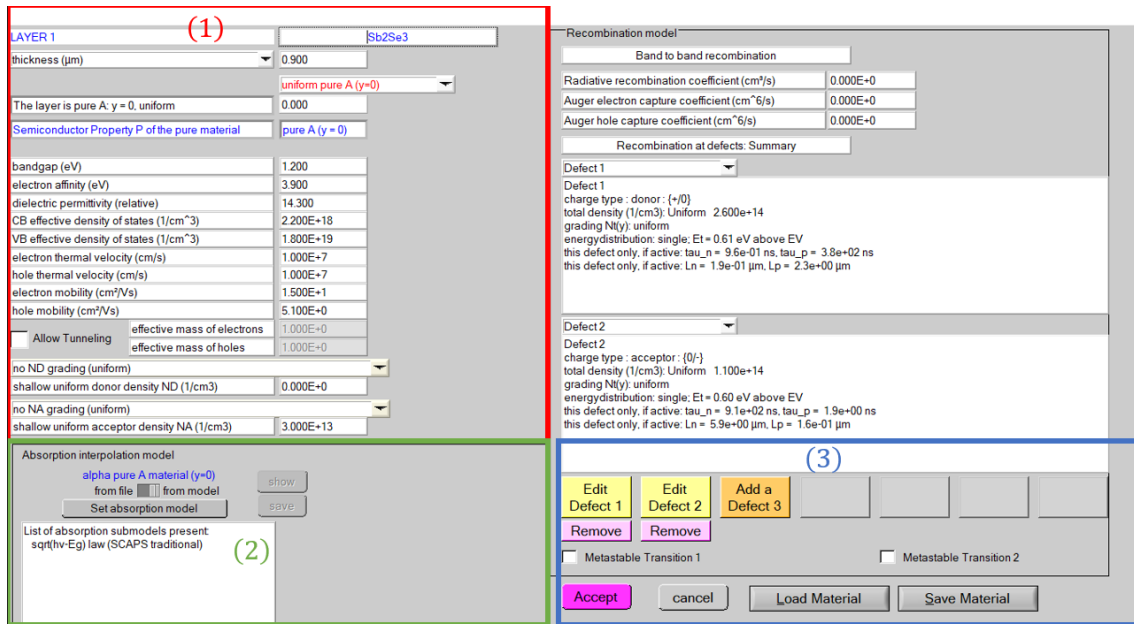 (1)
LAYER 1 Sb2Se3
thickness (µm) 0.900
uniform pure A (y=0)
The layer is pure A: y = 0, uniform 0.000
Semiconductor Property P of the pure material pure A (y = 0)
bandgap (eV) 1.200
electron affinity (eV) 3.900
dielectric permittivity (relative) 14.300
CB effective density of states (1/cm^3) 2.200E+18
VB effective density of states (1/cm^3) 1.800E+19
electron thermal velocity (cm/s) 1.000E+7
hole thermal velocity (cm/s) 1.000E+7
electron mobility (cm²/Vs) 1.500E+1
hole mobility (cm²/Vs) 5.100E+0
Allow Tunneling
effective mass of electrons 1.000E+0
effective mass of holes 1.000E+0
no ND grading (uniform)
shallow uniform donor density ND (1/cm3) 0.000E+0
no NA grading (uniform)
shallow uniform acceptor density NA (1/cm3) 3.000E+13
Absorption interpolation model
alpha pure A material (y=0)
from file from model
show
Set absorption model
save
List of absorption submodels present
sqrt(hv-Eg) law (SCAPS traditional)
(2)
Recombination model
Band to band recombination
Radiative recombination coefficient (cm³/s) 0.000E+0
Auger electron capture coefficient (cm^6/s) 0.000E+0
Auger hole capture coefficient (cm^6/s) 0.000E+0
Recombination at defects: Summary
Defect 1
Defect 1
charge type : donor : {+/0}
total density (1/cm3): Uniform 2.600e+14
grading Nt(y): uniform
energydistribution: single; Et = 0.61 eV above EV
this defect only, if active: tau_n = 9.6e-01 ns, tau_p = 3.8e+02 ns
this defect only, if active: Ln = 1.9e-01 µm, Lp = 2.3e+00 µm
Defect 2
Defect 2
charge type : acceptor : {0/-}
total density (1/cm3): Uniform 1.100e+14
grading Nt(y): uniform
energydistribution: single; Et = 0.60 eV above EV
this defect only, if active: tau_n = 9.1e+02 ns, tau_p = 1.9e+00 ns
this defect only, if active: Ln = 5.9e+00 µm, Lp = 1.6e-01 µm
(3)
Edit Edit Add a
Defect 1 Defect 2 Defect 3
Remove Remove
Metastable Transition 1 Metastable Transition 2
Accept cancel Load Material Save Material